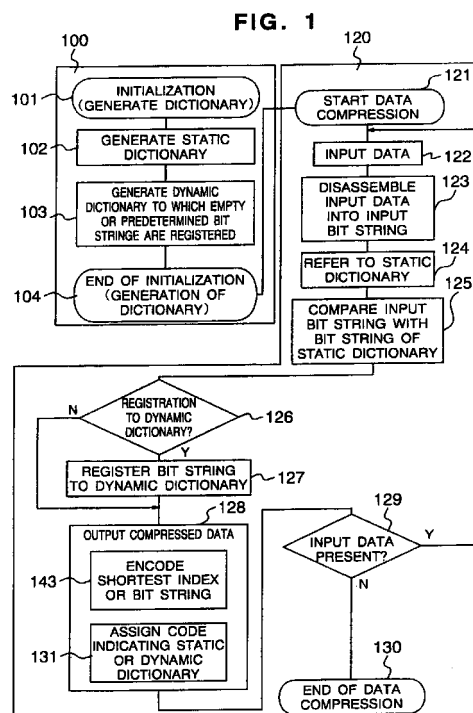 FIG. 1
100
101
INITIALIZATION
(GENERATE DICTIONARY)
102
GENERATE STATIC
DICTIONARY
103
GENERATE DYNAMIC
DICTIONARY TO WHICH EMPTY
OR PREDETERMINED BIT
STRINGE ARE REGISTERED
104
END OF INITIALIZATION
(GENERATION OF
DICTIONARY)
120
121
START DATA
COMPRESSION
INPUT DATA
122
123
DISASSEMBLE
INPUT DATA
INTO INPUT
BIT STRING
124
REFER TO STATIC
DICTIONARY
125
COMPARE INPUT
BIT STRING WITH
BIT STRING OF
STATIC DICTIONARY
N
REGISTRATION
TO DYNAMIC
DICTIONARY?
126
Y
REGISTER BIT STRING
TO DYNAMIC DICTIONARY
127
128
OUTPUT COMPRESSED DATA
143
ENCODE
SHORTEST INDEX
OR BIT STRING
131
ASSIGN CODE
INDICATING STATIC
OR DYNAMIC
DICTIONARY
129
INPUT DATA
PRESENT?
Y
N
130
END OF DATA
COMPRESSION